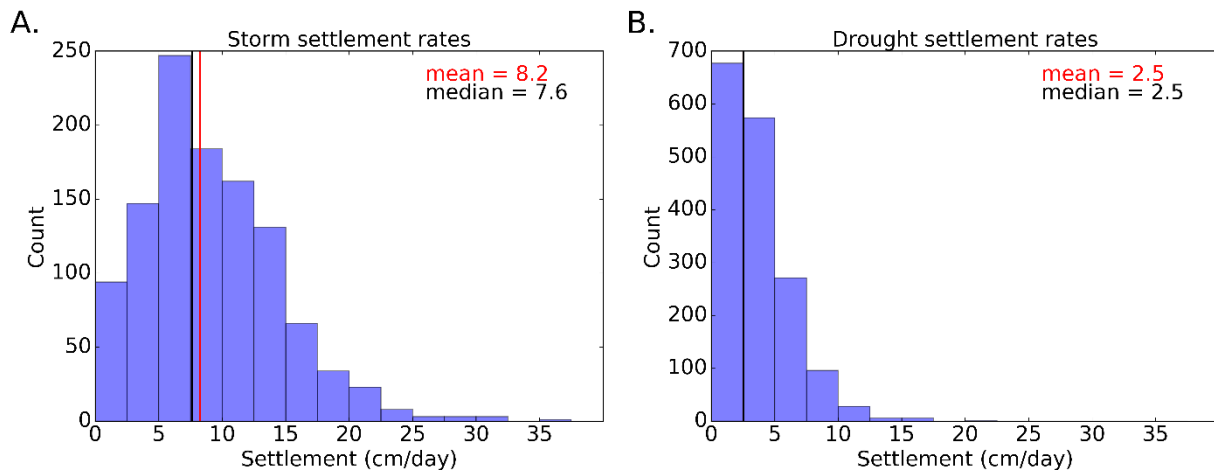 A.
Storm settlement rates
mean = 8.2
median = 7.6
250
200
150
100
50
0
Count
0 5 10 15 20 25 30 35
Settlement (cm/day)
B.
Drought settlement rates
mean = 2.5
median = 2.5
700
600
500
400
300
200
100
0
Count
0 5 10 15 20 25 30 35
Settlement (cm/day)